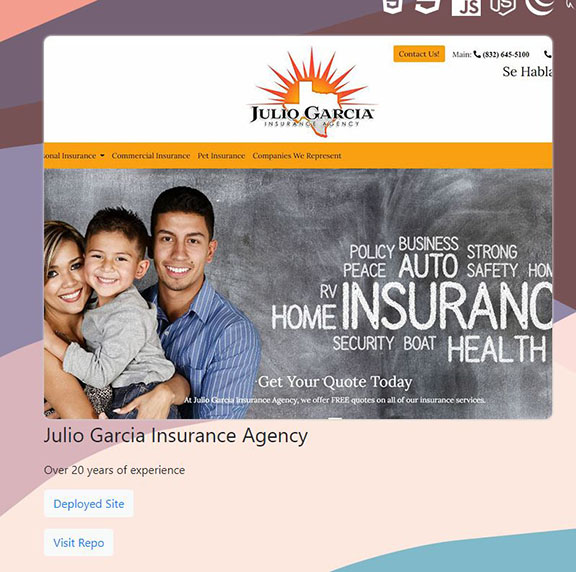 JS
Contact Us! Main: (832) 645-5100
Se Habla
JULIO GARCIA
INSURANCE AGENCY
onal Insurance Commercial Insurance Pet Insurance Companies We Represent
POLICY BUSINESS STRONG
PEACE AUTO SAFETY HOM
RV
HOME INSURANC
SECURITY BOAT HEALTH
Get Your Quote Today
At Julio Garcia Insurance Agency, we offer FREE quotes on all of our insurance services.
Julio Garcia Insurance Agency
Over 20 years of experience
Deployed Site
Visit Repo